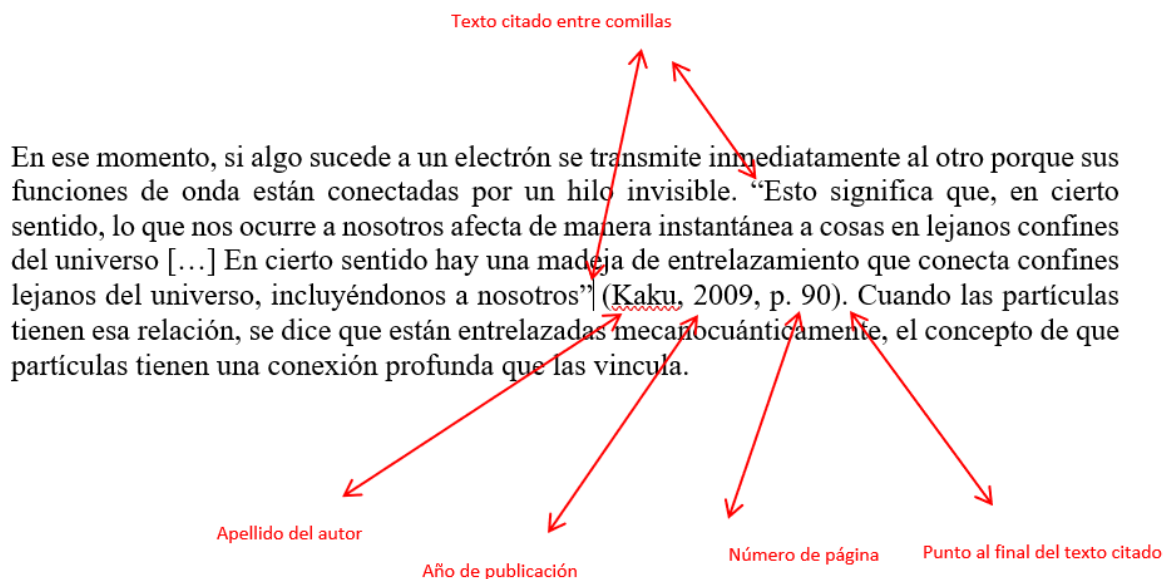 Texto citado entre comillas
En ese momento, si algo sucede a un electrón se transmite inmediatamente al otro porque sus
funciones de onda están conectadas por un hilo invisible. “Esto significa que, en cierto
sentido, lo que nos ocurre a nosotros afecta de manera instantánea a cosas en lejanos confines
del universo […] En cierto sentido hay una madeja de entrelazamiento que conecta confines
lejanos del universo, incluyéndonos a nosotros” (Kaku, 2009, p. 90). Cuando las partículas
tienen esa relación, se dice que están entrelazadas mecanocuánticamente, el concepto de que
partículas tienen una conexión profunda que las vincula.
Apellido del autor
Año de publicación
Número de página
Punto al final del texto citado